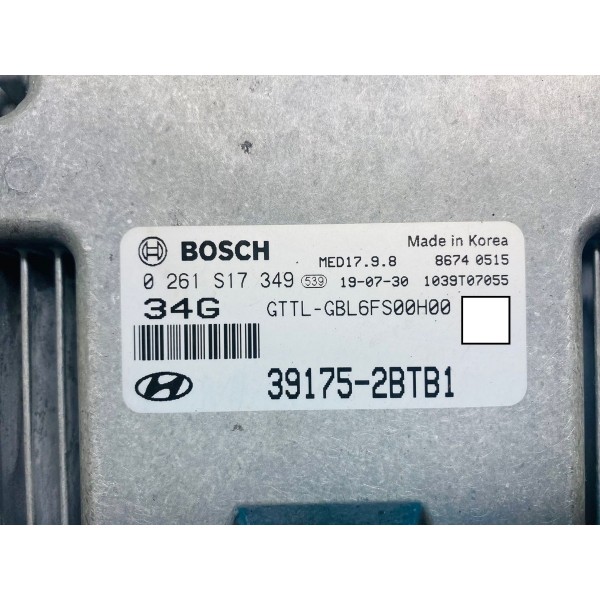 BOSCH MED17.9.8 Made in Korea
8674 0515
0 261 S17 349 539 19-07-30 1039T07055
34G GTTL-GBL6FS00H00
39175-2BTB1